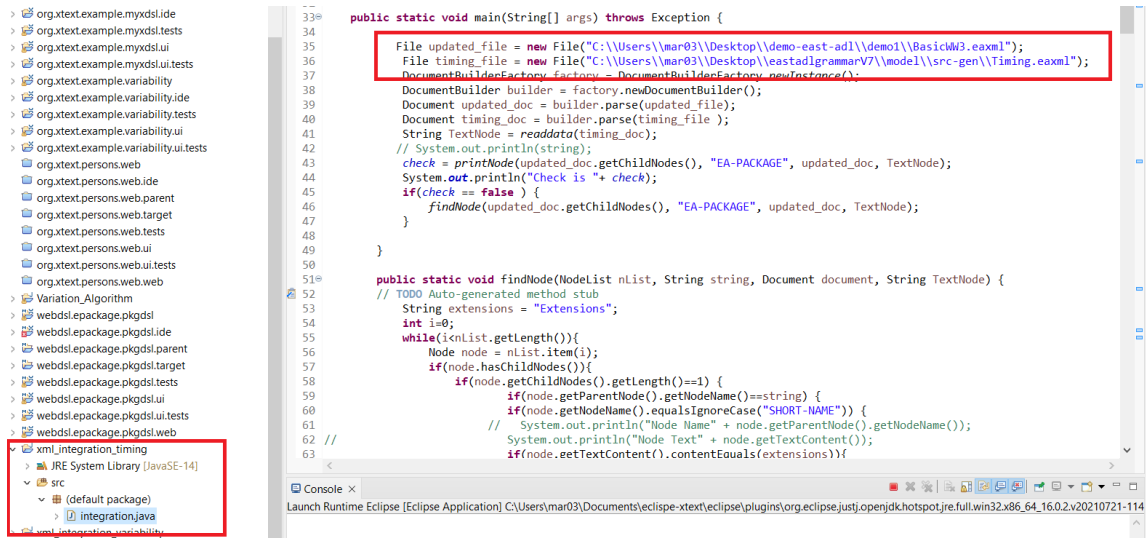 org.xtext.example.myxdsl.ide
org.xtext.example.myxdsl.tests
org.xtext.example.myxdsl.ui
org.xtext.example.myxdsl.ui.tests
org.xtext.example.variability
org.xtext.example.variability.ide
org.xtext.example.variability.tests
org.xtext.example.variability.ui
org.xtext.example.variability.ui.tests
org.xtext.persons.web
org.xtext.persons.web.ide
org.xtext.persons.web.parent
org.xtext.persons.web.target
org.xtext.persons.web.tests
org.xtext.persons.web.ui
org.xtext.persons.web.ui.tests
org.xtext.persons.web.web
Variation_Algorithm
webdsl.epackage.pkgdsl
webdsl.epackage.pkgdsl.ide
webdsl.epackage.pkgdsl.parent
webdsl.epackage.pkgdsl.target
webdsl.epackage.pkgdsl.tests
webdsl.epackage.pkgdsl.ui
webdsl.epackage.pkgdsl.ui.tests
webdsl.epackage.pkgdsl.web
xml_integration_timing
JRE System Library [JavaSE-14]
src
(default package)
integration.java
xml_integration_variability
33 public static void main(String[] args) throws Exception {
34
35 File updated_file = new File("C:\\Users\\mar03\\Desktop\\demo-east-adl\\demo1\\BasicWW3.eaxml");
36 File timing_file = new File("C:\\Users\\mar03\\Desktop\\eastadlgrammarV7\\model\\src-gen\\Timing.eaxml");
37 DocumentBuilderFactory factory = DocumentBuilderFactory.newInstance();
38 DocumentBuilder builder = factory.newDocumentBuilder();
39 Document updated_doc = builder.parse(updated_file);
40 Document timing_doc = builder.parse(timing_file );
41 String TextNode = readdata(timing_doc);
42 // System.out.println(string);
43 check = printNode(updated_doc.getChildNodes(), "EA-PACKAGE", updated_doc, TextNode);
44 System.out.println("Check is "+ check);
45 if(check == false ) {
46 findNode(updated_doc.getChildNodes(), "EA-PACKAGE", updated_doc, TextNode);
47 }
48
49 }
50
51 public static void findNode(NodeList nList, String string, Document document, String TextNode) {
52 // TODO Auto-generated method stub
53 String extensions = "Extensions";
54 int i=0;
55 while(i<nList.getLength()){
56 Node node = nList.item(i);
57 if(node.hasChildNodes()){
58 if(node.getChildNodes().getLength()==1) {
59 if(node.getParentNode().getNodeName()==string) {
60 if(node.getNodeName().equalsIgnoreCase("SHORT-NAME")) {
61 // System.out.println("Node Name" + node.getParentNode().getNodeName());
62 // System.out.println("Node Text" + node.getTextContent());
63 if(node.getTextContent().contentEquals(extensions)){
Console
Launch Runtime Eclipse [Eclipse Application] C:\Users\mar03\Documents\eclispe-xtext\eclipse\plugins\org.eclipse.justj.openjdk.hotspot.jre.full.win32.x86_64_16.0.2.v20210721-114